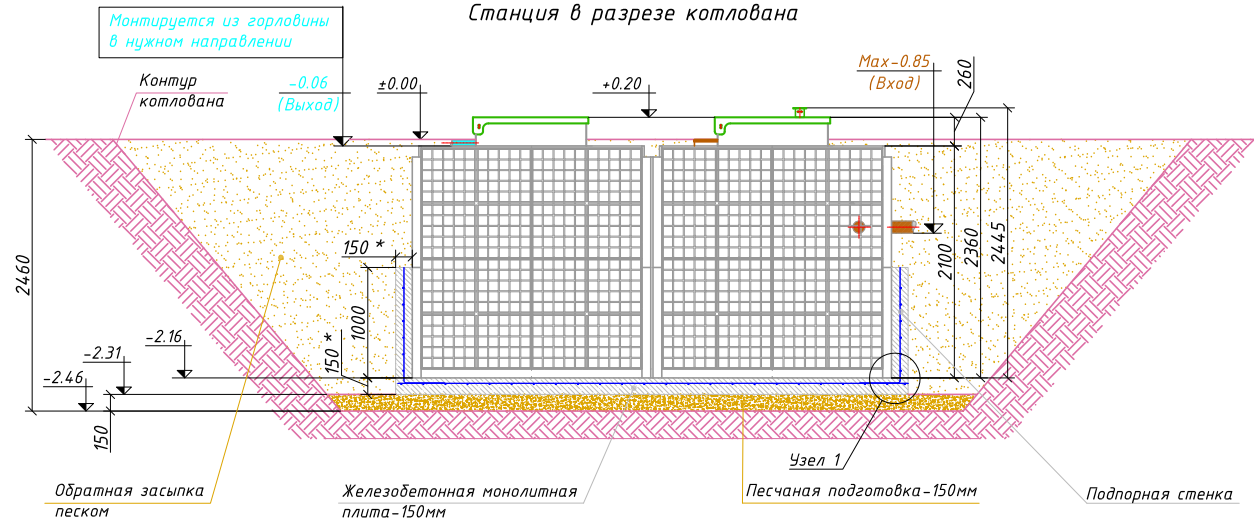 Станция в разрезе котлована
Монтируется из горловины
в нужном направлении
Контур
котлована
-0.06
(Выход)
±0.00
+0.20
Max-0.85
(Вход)
260
2460
150 *
1000
150 *
2100
2360
2445
-2.16
-2.31
-2.46
150
Узел 1
Обратная засыпка
песком
Железобетонная монолитная
плита-150мм
Песчаная подготовка-150мм
Подпорная стенка